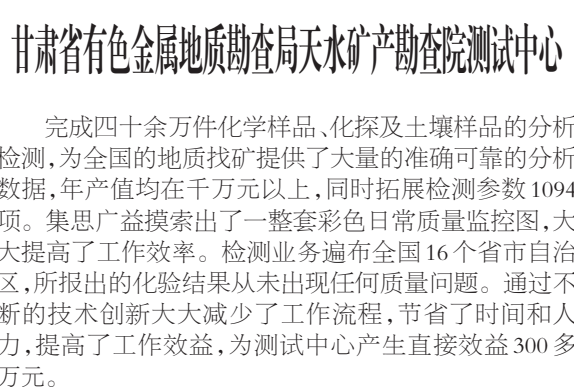 甘肃省有色金属地质勘查局天水矿产勘查院测试中心
完成四十余万件化学样品、化探及土壤样品的分析
检测，为全国的地质找矿提供了大量的准确可靠的分析
数据，年产值均在千万元以上，同时拓展检测参数1094
项。集思广益摸索出了一整套彩色日常质量监控图，大
大提高了工作效率。检测业务遍布全国16个省市自治
区，所报出的化验结果从未出现任何质量问题。通过不
断的技术创新大大减少了工作流程，节省了时间和人
力，提高了工作效益，为测试中心产生直接效益300多
万元。